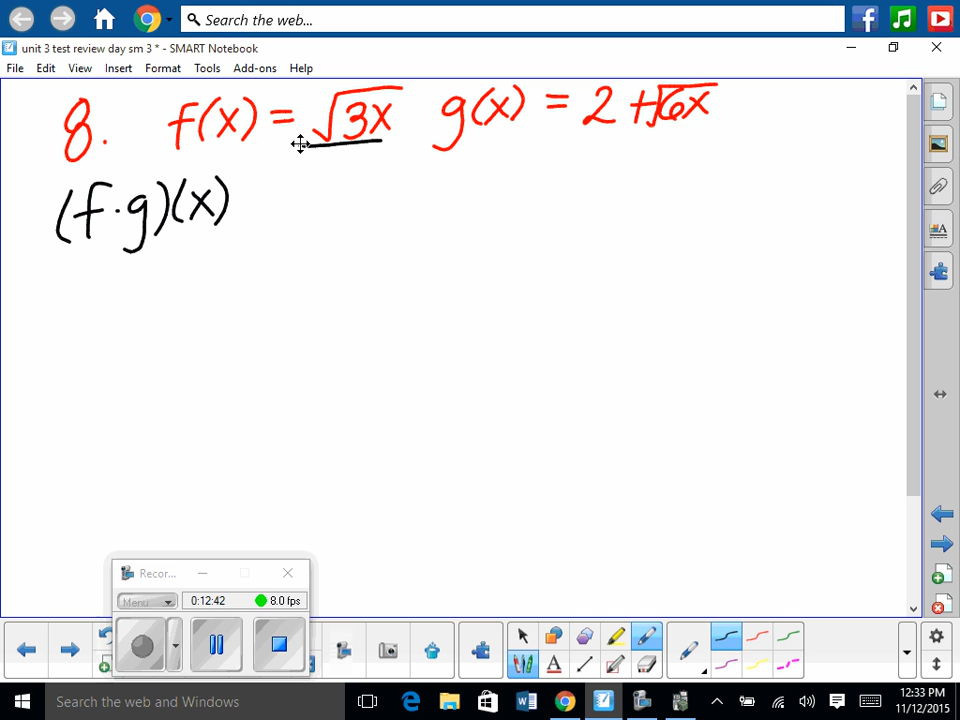 Search the web...
unit 3 test review day sm 3 * - SMART Notebook
File Edit View Insert Format Tools Add-ons Help
8. f(x) = √3x g(x) = 2 + √6x
(f·g)(x)
Recor...
Menu 0:12:42 8.0 fps
Search the web and Windows
12:33 PM
11/12/2015